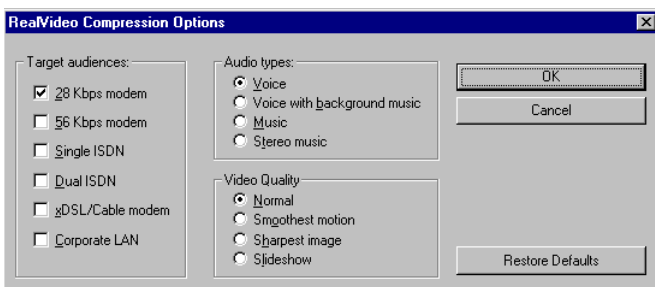 RealVideo Compression Options
Target audiences:
28 Kbps modem
56 Kbps modem
Single ISDN
Dual ISDN
xDSL/Cable modem
Corporate LAN
Audio types:
Voice
Voice with background music
Music
Stereo music
Video Quality
Normal
Smoothest motion
Sharpest image
Slideshow
OK
Cancel
Restore Defaults